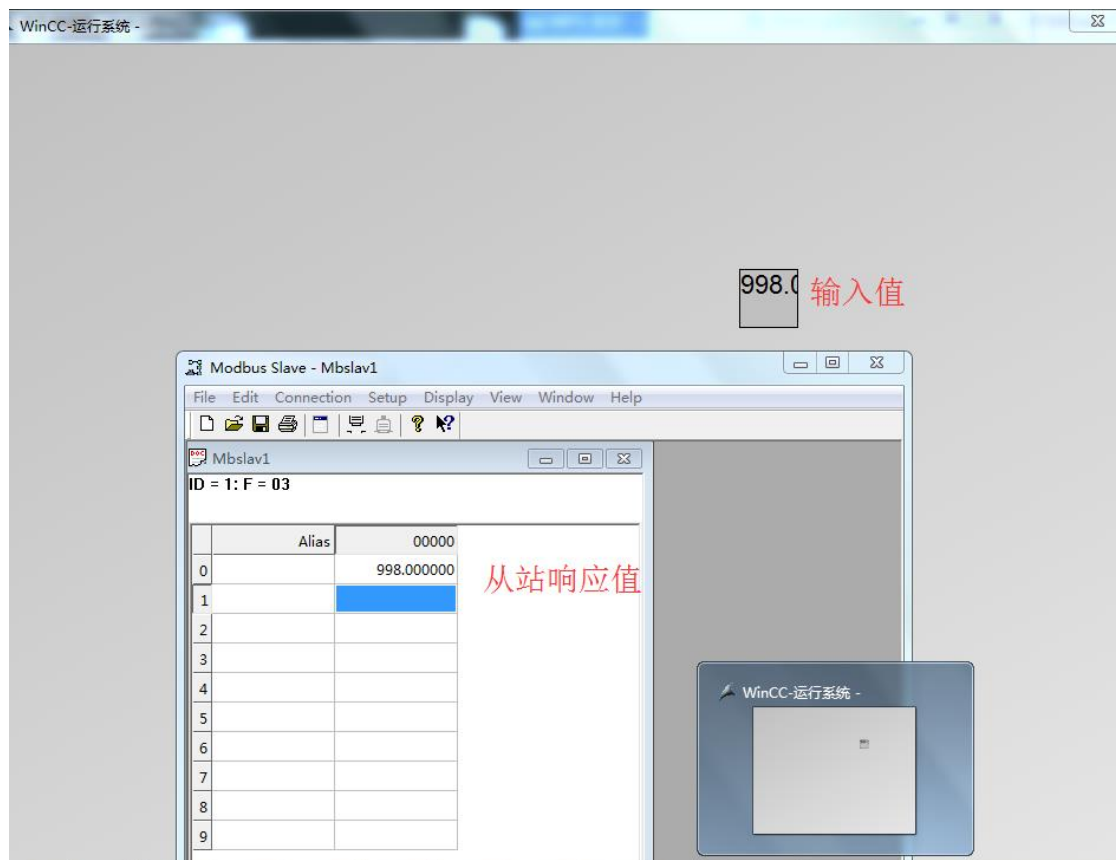 WinCC-运行系统 -
998.0
输入值
Modbus Slave - Mbslav1
File Edit Connection Setup Display View Window Help
Mbslav1
ID = 1: F = 03
Alias 00000
0 998.000000
从站响应值
1
2
3
4
5
6
7
8
9
WinCC-运行系统 -